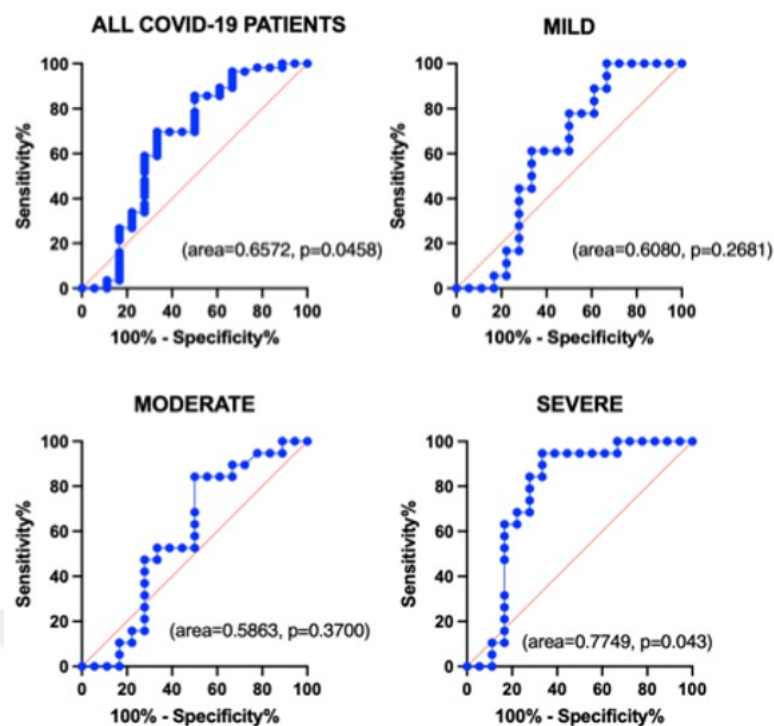 ALL COVID-19 PATIENTS
100
80
60
40
20
0
Sensitivity%
(area=0.6572, p=0.0458)
0 20 40 60 80 100
100% - Specificity%
MILD
100
80
60
40
20
0
Sensitivity%
(area=0.6080, p=0.2681)
0 20 40 60 80 100
100% - Specificity%
MODERATE
100
80
60
40
20
0
Sensitivity%
(area=0.5863, p=0.3700)
0 20 40 60 80 100
100% - Specificity%
SEVERE
100
80
60
40
20
0
Sensitivity%
(area=0.7749, p=0.043)
0 20 40 60 80 100
100% - Specificity%